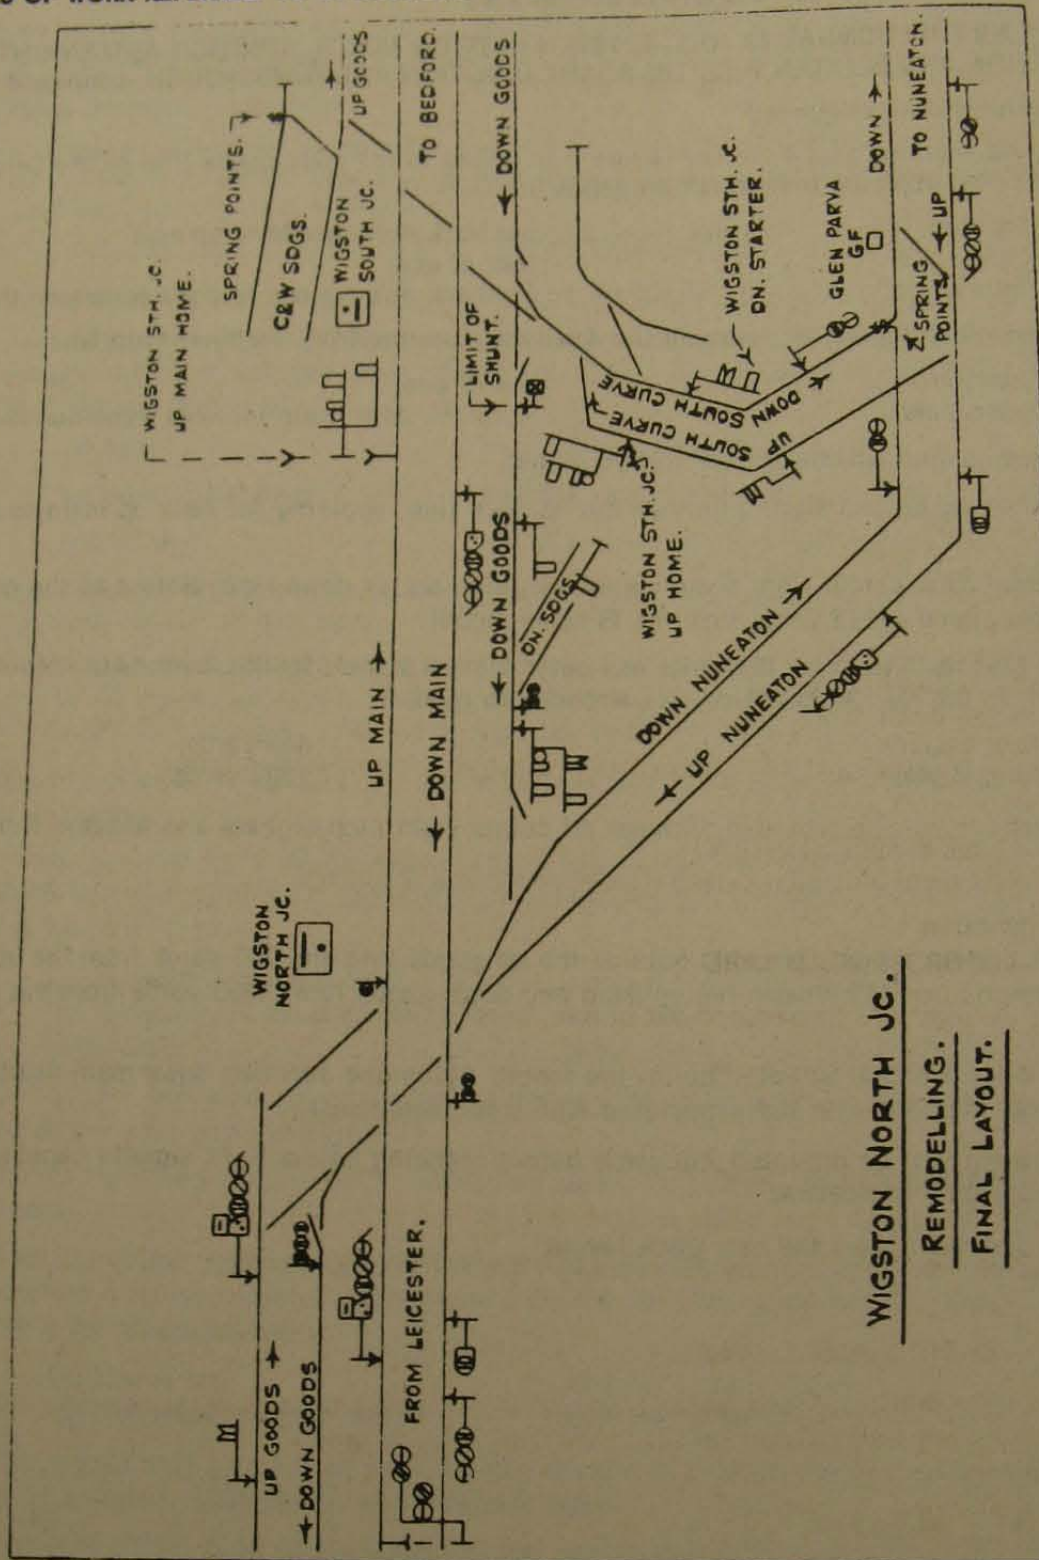 WIGSTON STH. JC.
UP MAIN HOME.
SPRING POINTS.
C&W SDGS.
WIGSTON
SOUTH JC.
UP GOODS
TO BEDFORD.
DOWN GOODS
LIMIT OF
SHUNT.
WIGSTON STH. JC.
DN. STARTER.
GLEN PARVA
GF
DOWN
TO NUNEATON.
UP
SPRING
POINTS
DOWN SOUTH CURVE
UP SOUTH CURVE
WIGSTON STH. JC.
UP HOME.
UP MAIN
DOWN MAIN
DOWN GOODS
DN. SDGS.
DOWN NUNEATON
UP NUNEATON
WIGSTON
NORTH JC.
UP GOODS
DOWN GOODS
FROM LEICESTER.
WIGSTON NORTH JC.
REMODELLING.
FINAL LAYOUT.